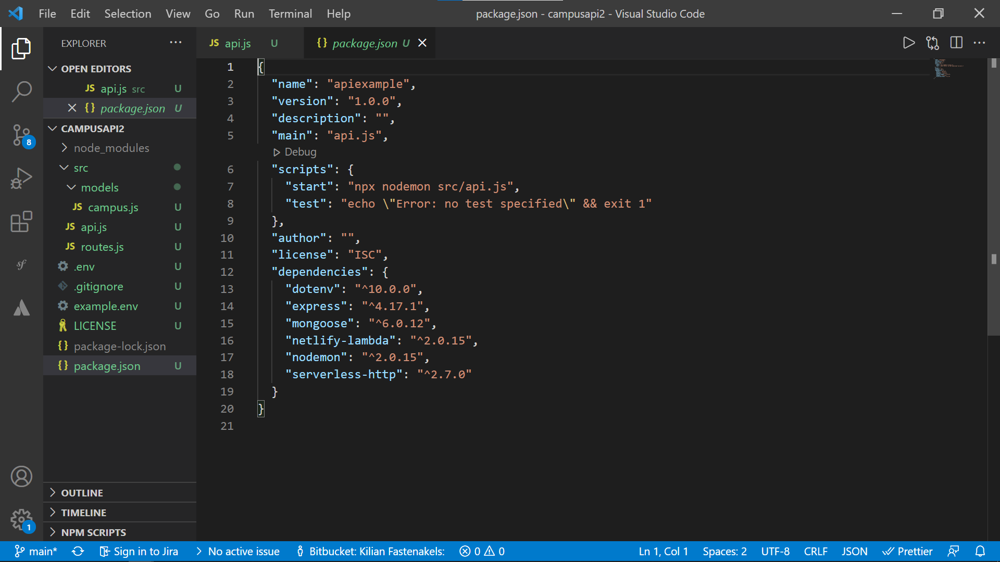 File Edit Selection View Go Run Terminal Help
package.json - campusapi2 - Visual Studio Code
EXPLORER
OPEN EDITORS
JS api.js src U
{} package.json U
CAMPUSAPI2
node_modules
src
models
JS campus.js U
JS api.js U
JS routes.js U
.env U
.gitignore U
example.env U
LICENSE U
{} package-lock.json
{} package.json U
OUTLINE
TIMELINE
NPM SCRIPTS
8
sf
1
JS api.js U
{} package.json U
1 {
2 "name": "apiexample",
3 "version": "1.0.0",
4 "description": "",
5 "main": "api.js",
Debug
6 "scripts": {
7 "start": "npx nodemon src/api.js",
8 "test": "echo \"Error: no test specified\" && exit 1"
9 },
10 "author": "",
11 "license": "ISC",
12 "dependencies": {
13 "dotenv": "^10.0.0",
14 "express": "^4.17.1",
15 "mongoose": "^6.0.12",
16 "netlify-lambda": "^2.0.15",
17 "nodemon": "^2.0.15",
18 "serverless-http": "^2.7.0"
19 }
20 }
21
main* Sign in to Jira No active issue Bitbucket: Kilian Fastenakels: 0 0 Ln 1, Col 1 Spaces: 2 UTF-8 CRLF JSON Prettier